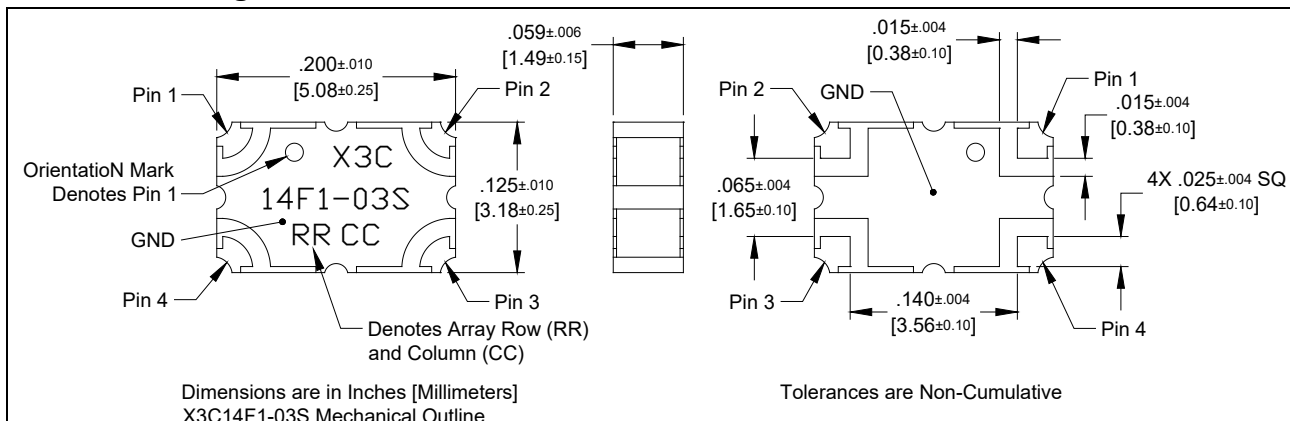 .200±.010
[5.08±0.25]
.059±.006
[1.49±0.15]
.015±.004
[0.38±0.10]
Pin 1
Pin 2
Pin 2
GND
Pin 1
.015±.004
[0.38±0.10]
OrientatioN Mark
Denotes Pin 1
X3C
14F1-03S
RR CC
.125±.010
[3.18±0.25]
.065±.004
[1.65±0.10]
4X .025±.004 SQ
[0.64±0.10]
GND
Pin 4
Pin 3
Pin 3
.140±.004
[3.56±0.10]
Pin 4
Denotes Array Row (RR)
and Column (CC)
Dimensions are in Inches [Millimeters]
X3C14F1-03S Mechanical Outline
Tolerances are Non-Cumulative